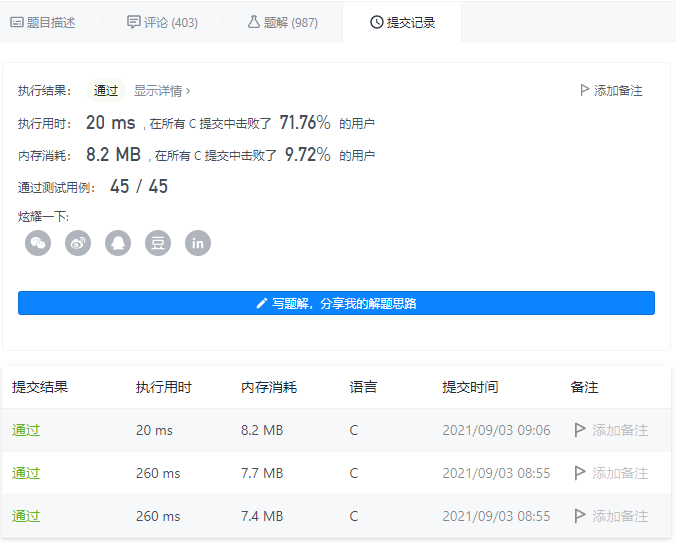 题目描述 评论 (403) 题解 (987) 提交记录
执行结果： 通过 显示详情 › 添加备注
执行用时： 20 ms , 在所有 C 提交中击败了 71.76% 的用户
内存消耗： 8.2 MB , 在所有 C 提交中击败了 9.72% 的用户
通过测试用例： 45 / 45
炫耀一下:
豆 in
写题解，分享我的解题思路
提交结果 执行用时 内存消耗 语言 提交时间 备注
通过 20 ms 8.2 MB C 2021/09/03 09:06 添加备注
通过 260 ms 7.7 MB C 2021/09/03 08:55 添加备注
通过 260 ms 7.4 MB C 2021/09/03 08:55 添加备注